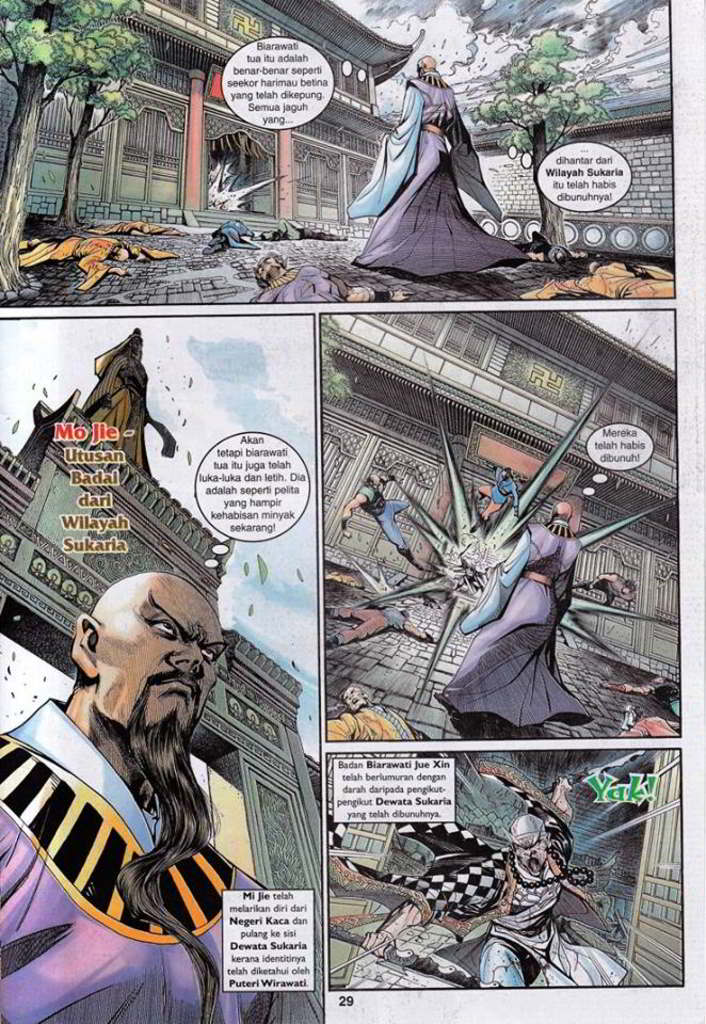 Biarawati
tua itu adalah
benar-benar seperti
seekor harimau betina
yang telah dikepung.
Semua jaguh
yang...
...
dihantar dari
Wilayah Sukaria
itu telah habis
dibunuhnya!
Mo Jie -
Utusan
Badal
dari
Wilayah
Sukaria
Akan
tetapi biarawati
tua itu juga telah
luka-luka dan letih. Dia
adalah seperti pelita
yang hampir
kehabisan minyak
sekarang!
Mi Jie telah
melarikan diri dari
Negeri Kaca dan
pulang ke sisi
Dewata Sukaria
kerana identitinya
telah diketahui oleh
Puteri Wirawati.
Mereka
telah habis
dibunuh!
Badan Biarawati Jue Xin
telah berlumuran dengan
darah daripada pengikut-
pengikut Dewata Sukaria
yang telah dibunuhnya.
Yak!
29